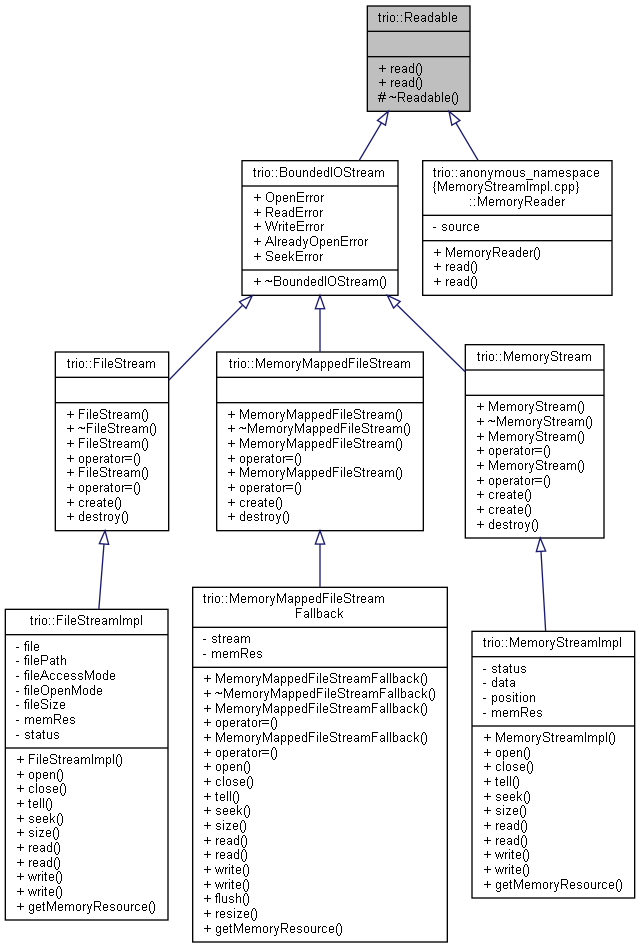 trio::Readable
+ read()
+ read()
# ~Readable()
trio::BoundedIOStream
+ OpenError
+ ReadError
+ WriteError
+ AlreadyOpenError
+ SeekError
+ ~BoundedIOStream()
trio::anonymous_namespace
{MemoryStreamImpl.cpp}
::MemoryReader
- source
+ MemoryReader()
+ read()
+ read()
trio::FileStream
+ FileStream()
+ ~FileStream()
+ FileStream()
+ operator=()
+ FileStream()
+ operator=()
+ create()
+ destroy()
trio::MemoryMappedFileStream
+ MemoryMappedFileStream()
+ ~MemoryMappedFileStream()
+ MemoryMappedFileStream()
+ operator=()
+ MemoryMappedFileStream()
+ operator=()
+ create()
+ destroy()
trio::MemoryStream
+ MemoryStream()
+ ~MemoryStream()
+ MemoryStream()
+ operator=()
+ MemoryStream()
+ operator=()
+ create()
+ create()
+ destroy()
trio::FileStreamImpl
- file
- filePath
- fileAccessMode
- fileOpenMode
- fileSize
- memRes
- status
+ FileStreamImpl()
+ open()
+ close()
+ tell()
+ seek()
+ size()
+ read()
+ read()
+ write()
+ write()
+ getMemoryResource()
trio::MemoryMappedFileStream
Fallback
- stream
- memRes
+ MemoryMappedFileStreamFallback()
+ ~MemoryMappedFileStreamFallback()
+ MemoryMappedFileStreamFallback()
+ operator=()
+ MemoryMappedFileStreamFallback()
+ operator=()
+ open()
+ close()
+ tell()
+ seek()
+ size()
+ read()
+ read()
+ write()
+ write()
+ flush()
+ resize()
+ getMemoryResource()
trio::MemoryStreamImpl
- status
- data
- position
- memRes
+ MemoryStreamImpl()
+ open()
+ close()
+ tell()
+ seek()
+ size()
+ read()
+ read()
+ write()
+ write()
+ getMemoryResource()